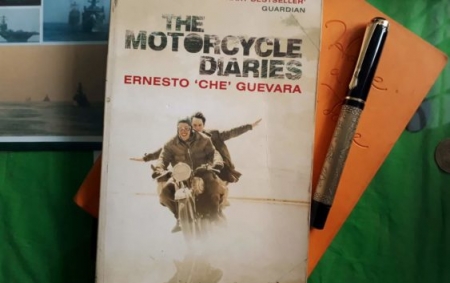 BESTSELLER'
GUARDIAN
THE
MOTORCYCLE
DIARIES
ERNESTO 'CHE' GUEVARA